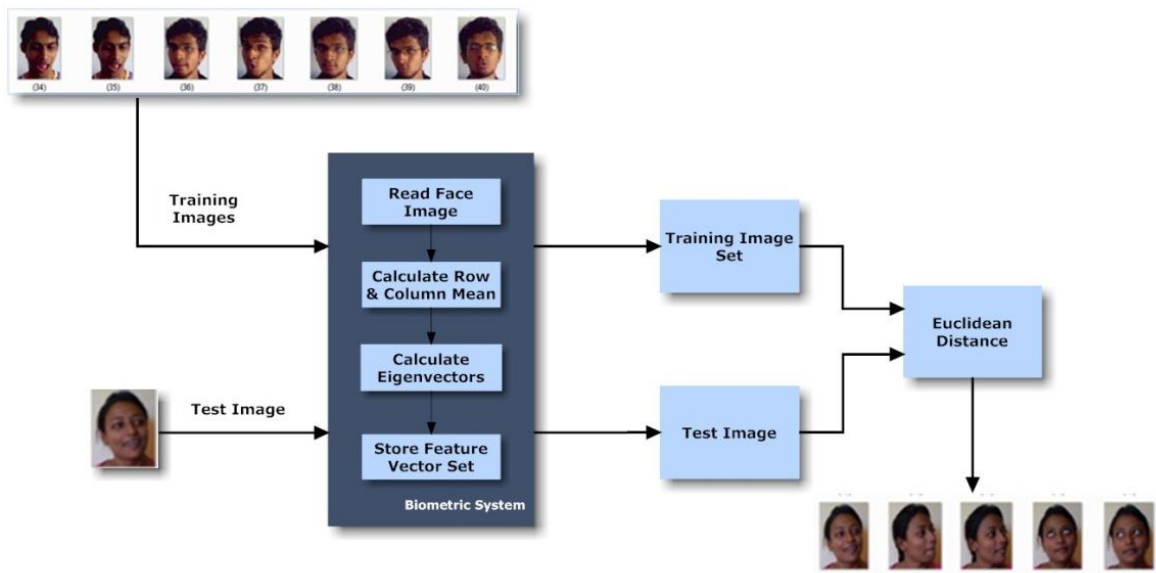 (34) (35) (36) (37) (38) (39) (40)
Training
Images
Read Face
Image
Calculate Row
& Column Mean
Calculate
Eigenvectors
Store Feature
Vector Set
Biometric System
Test Image
Training Image
Set
Test Image
Euclidean
Distance